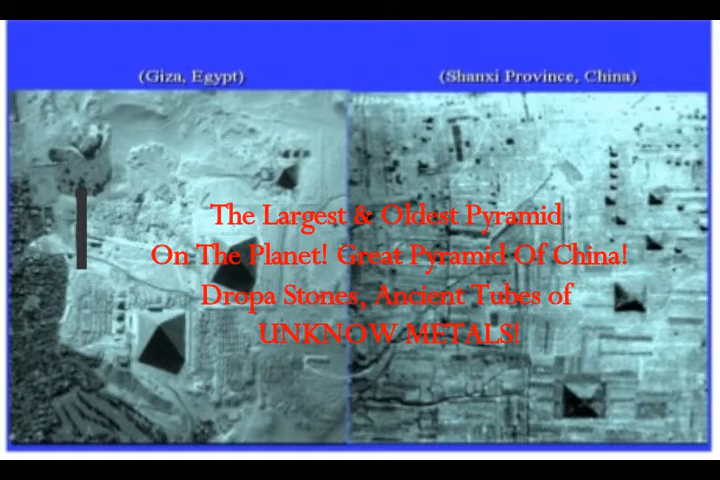 (Giza, Egypt)
(Shanxi Province, China)
The Largest & Oldest Pyramid
On The Planet! Great Pyramid Of China!
Dropa Stones, Ancient Tubes of
UNKNOW METALS!